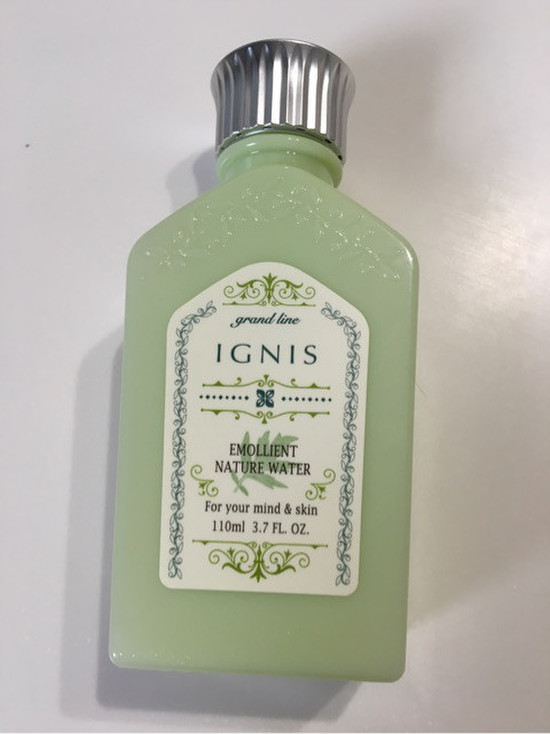 grand line
IGNIS
EMOLLIENT
NATURE WATER
For your mind & skin
110ml 3.7 FL. OZ.